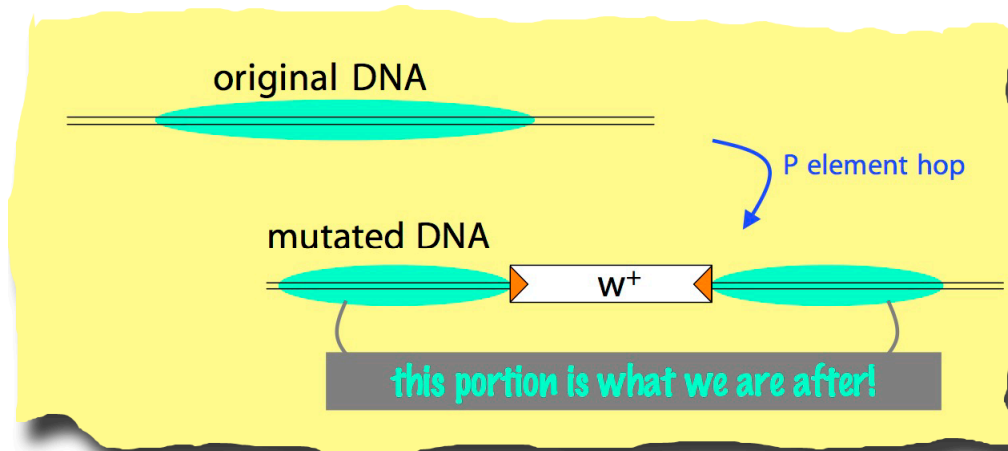 original DNA
P element hop
mutated DNA
w⁺
this portion is what we are after!